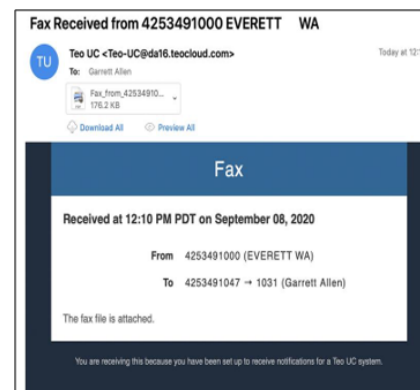 Fax Received from 4253491000 EVERETT WA
TU
Teo UC <Teo-UC@da16.teocloud.com>
Today at 12:
To: Garrett Allen
Fax_from_42534910...
176.2 KB
Download All Preview All
Fax
Received at 12:10 PM PDT on September 08, 2020
From 4253491000 (EVERETT WA)
To 4253491047 → 1031 (Garrett Allen)
The fax file is attached.
You are receiving this because you have been set up to receive notifications for a Teo UC system.